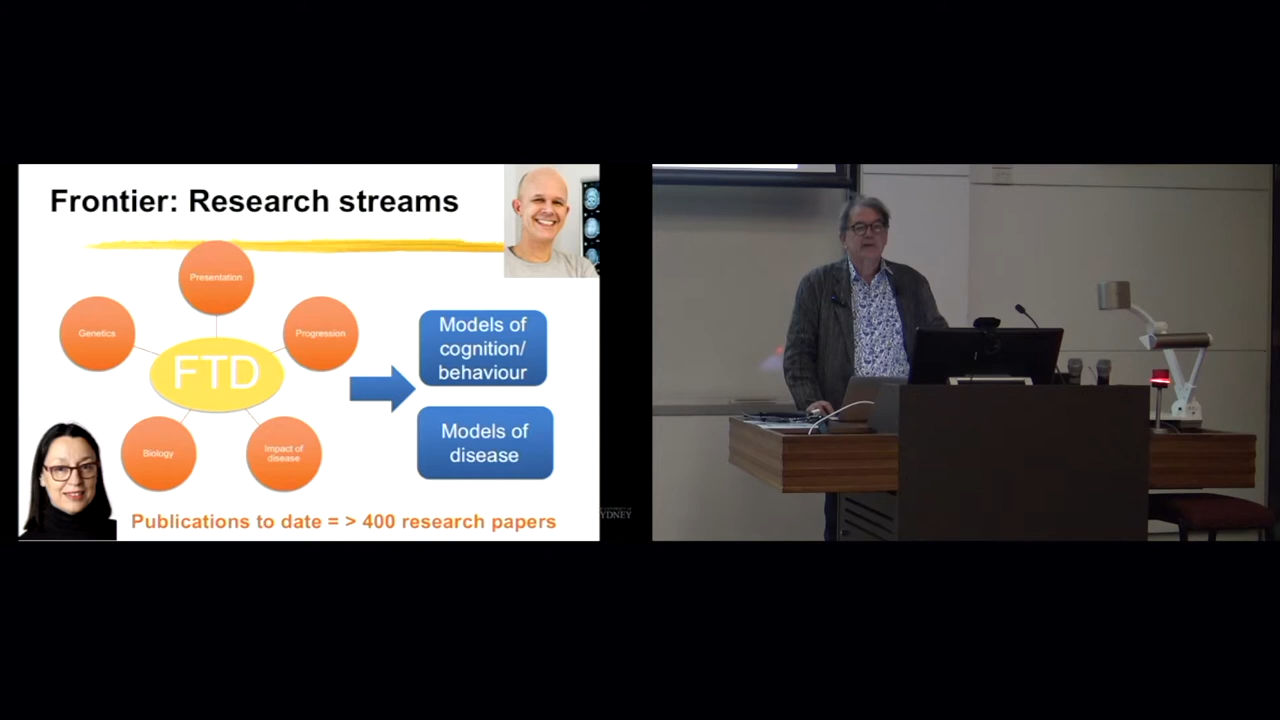 Frontier: Research streams
Presentation
Genetics
Progression
FTD
Biology
Impact of
disease
Models of
cognition/
behaviour
Models of
disease
Publications to date = > 400 research papers
YDNEY